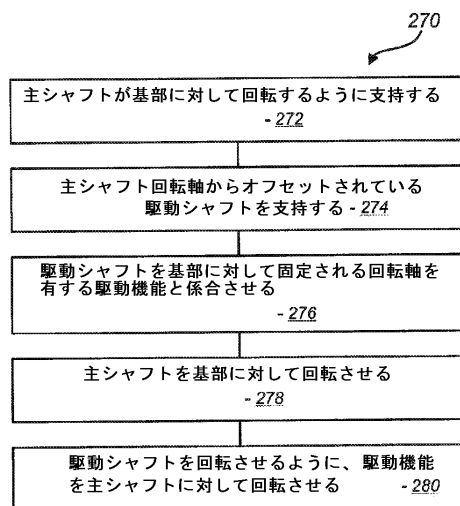 270
主シャフトが基部に対して回転するように支持する
- 272
主シャフト回転軸からオフセットされている
駆動シャフトを支持する - 274
駆動シャフトを基部に対して固定される回転軸を
有する駆動機能と係合させる
- 276
主シャフトを基部に対して回転させる
- 278
駆動シャフトを回転させるように、駆動機能
を主シャフトに対して回転させる - 280